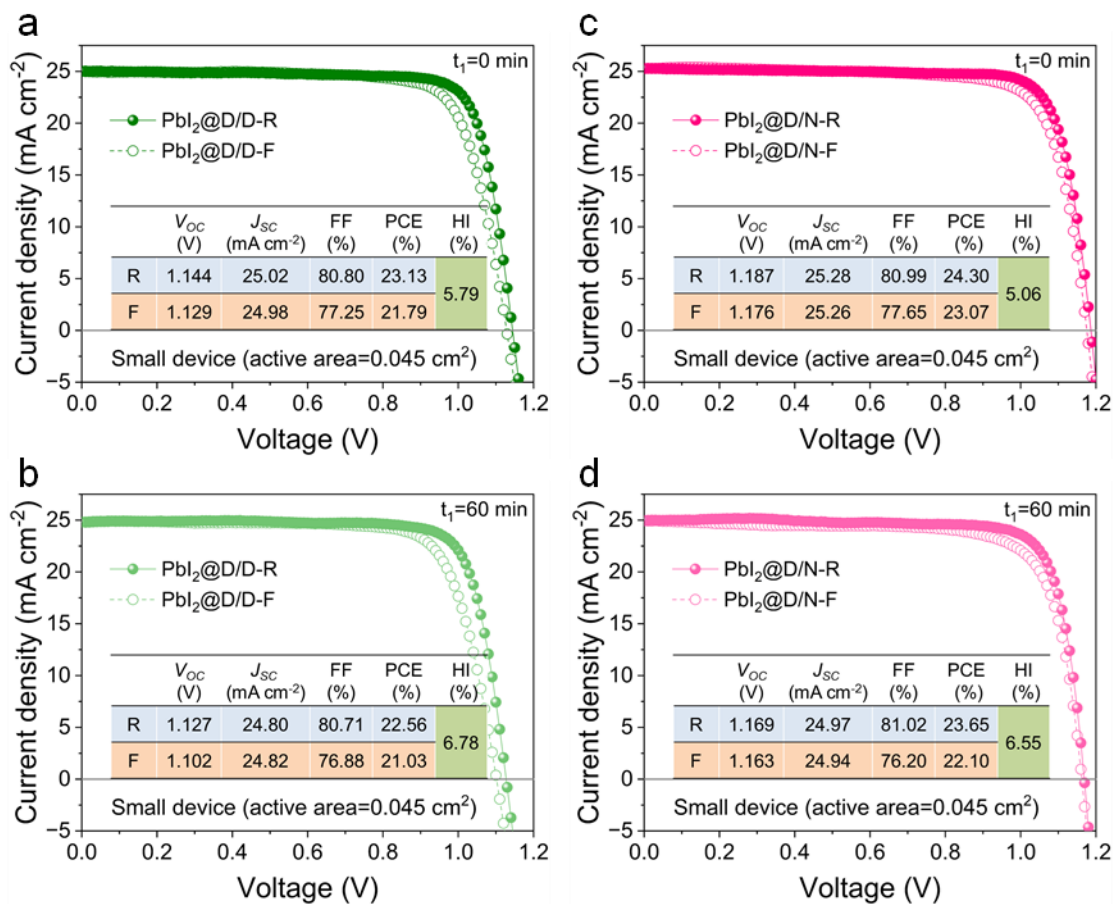 a
t₁=0 min
PbI₂@D/D-R
PbI₂@D/D-F
V_OC (V) J_SC (mA cm⁻²) FF (%) PCE (%) HI (%)
R 1.144 25.02 80.80 23.13 5.79
F 1.129 24.98 77.25 21.79
Small device (active area=0.045 cm²)
25
20
15
10
5
0
−5
0.0 0.2 0.4 0.6 0.8 1.0 1.2
Current density (mA cm⁻²)
Voltage (V)
c
t₁=0 min
PbI₂@D/N-R
PbI₂@D/N-F
V_OC (V) J_SC (mA cm⁻²) FF (%) PCE (%) HI (%)
R 1.187 25.28 80.99 24.30 5.06
F 1.176 25.26 77.65 23.07
Small device (active area=0.045 cm²)
25
20
15
10
5
0
−5
0.0 0.2 0.4 0.6 0.8 1.0 1.2
Current density (mA cm⁻²)
Voltage (V)
b
t₁=60 min
PbI₂@D/D-R
PbI₂@D/D-F
V_OC (V) J_SC (mA cm⁻²) FF (%) PCE (%) HI (%)
R 1.127 24.80 80.71 22.56 6.78
F 1.102 24.82 76.88 21.03
Small device (active area=0.045 cm²)
25
20
15
10
5
0
−5
0.0 0.2 0.4 0.6 0.8 1.0 1.2
Current density (mA cm⁻²)
Voltage (V)
d
t₁=60 min
PbI₂@D/N-R
PbI₂@D/N-F
V_OC (V) J_SC (mA cm⁻²) FF (%) PCE (%) HI (%)
R 1.169 24.97 81.02 23.65 6.55
F 1.163 24.94 76.20 22.10
Small device (active area=0.045 cm²)
25
20
15
10
5
0
−5
0.0 0.2 0.4 0.6 0.8 1.0 1.2
Current density (mA cm⁻²)
Voltage (V)